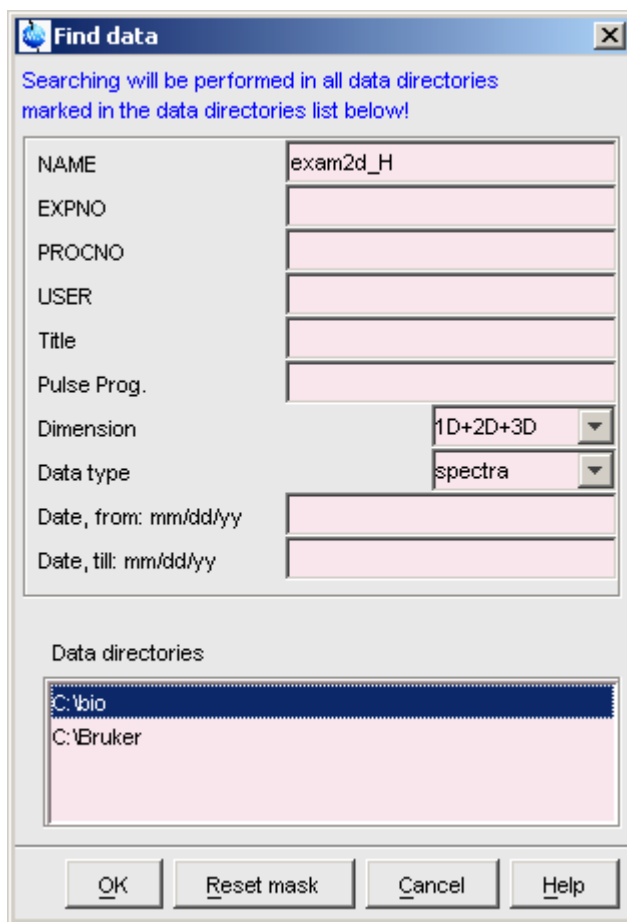 Find data
Searching will be performed in all data directories
marked in the data directories list below!
NAME exam2d_H
EXPNO
PROCNO
USER
Title
Pulse Prog.
Dimension 1D+2D+3D
Data type spectra
Date, from: mm/dd/yy
Date, till: mm/dd/yy
Data directories
C:\bio
C:\Bruker
OK Reset mask Cancel Help